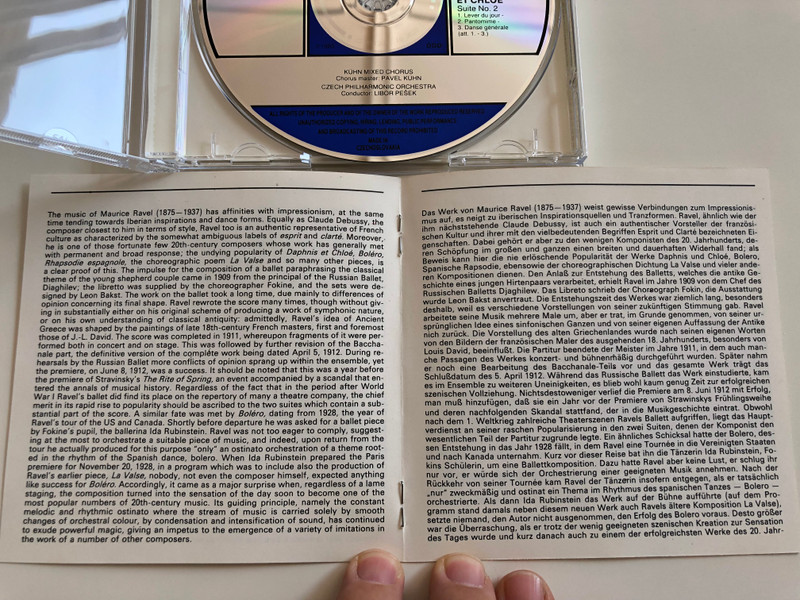 ET CHLOÉ
Suite No. 2
1. Lever du jour -
2. Pantomime -
3. Danse générale
(att. 1. - 3.)
KÜHN MIXED CHORUS
Chorus master: PAVEL KÜHN
CZECH PHILHARMONIC ORCHESTRA
Conductor: LIBOR PEŠEK
The music of Maurice Ravel (1875—1937) has affinities with impressionism, at the same
time tending towards Iberian inspirations and dance forms. Equally as Claude Debussy, the
composer closest to him in terms of style, Ravel too is an authentic representative of French
culture as characterized by the somewhat ambiguous labels of esprit and clarté. Moreover,
he is one of those fortunate few 20th-century composers whose work has generally met
with permanent and broad response; the undying popularity of Daphnis et Chloé, Boléro,
Rhapsodie espagnole, the choreographic poem La Valse and so many other pieces, is
a clear proof of this. The impulse for the composition of a ballet paraphrasing the classical
theme of the young shepherd couple came in 1909 from the principal of the Russian Ballet,
Diaghilev; the libretto was supplied by the choreographer Fokine, and the sets were de-
signed by Leon Bakst. The work on the ballet took a long time, due mainly to differences of
opinion concerning its final shape. Ravel rewrote the score many times, though without giv-
ing in substantially either on his original scheme of producing a work of symphonic nature,
or on his own understanding of classical antiquity: admittedly, Ravel's idea of Ancient
Greece was shaped by the paintings of late 18th-century French masters, first and foremost
those of J.-L. David. The score was completed in 1911, whereupon fragments of it were per-
formed both in concert and on stage. This was followed by further revision of the Baccha-
nale part, the definitive version of the complete work being dated April 5, 1912. During re-
hearsals by the Russian Ballet more conflicts of opinion sprang up within the ensemble, yet
the premiere, on June 8, 1912, was a success. It should be noted that this was a year before
the premiere of Stravinsky's The Rite of Spring, an event accompanied by a scandal that en-
tered the annals of musical history. Regardless of the fact that in the period after World
War I Ravel's ballet did find its place on the repertory of many a theatre company, the chief
merit in its rapid rise to popularity should be ascribed to the two suites which contain a sub-
stantial part of the score. A similar fate was met by Boléro, dating from 1928, the year of
Ravel's tour of the US and Canada. Shortly before departure he was asked for a ballet piece
by Fokine's pupil, the ballerina Ida Rubinstein. Ravel was not too eager to comply, suggest-
ing at the most to orchestrate a suitable piece of music, and indeed, upon return from the
tour he actually produced for this purpose "only" an ostinato orchestration of a theme root-
ed in the rhythm of the Spanish dance, bolero. When Ida Rubinstein prepared the Paris
premiere for November 20, 1928, in a program which was to include also the production of
Ravel's earlier piece, La Valse, nobody, not even the composer himself, expected anything
like success for Boléro. Accordingly, it came as a major surprise when, regardless of a lame
staging, the composition turned into the sensation of the day soon to become one of the
most popular numbers of 20th-century music. Its guiding principle, namely the constant
melodic and rhythmic ostinato where the stream of music is carried solely by smooth
changes of orchestral colour, by condensation and intensification of sound, has continued
to exude powerful magic, giving an impetus to the emergence of a variety of imitations in
the work of a number of other composers.
Das Werk von Maurice Ravel (1875—1937) weist gewisse Verbindungen zum Impressionis-
mus auf, es neigt zu iberischen Inspirationsquellen und Tranzformen. Ravel, ähnlich wie der
ihm nächststehende Claude Debussy, ist auch ein authentischer Vorsteller der französi-
schen Kultur und ihrer mit den vielbedeutenden Begriffen Esprit und Clarté bezeichneten Ei-
genschaften. Dabei gehört er aber zu den wenigen Komponisten des 20. Jahrhunderts, de-
ren Schöpfung im großen und ganzen einen breiten und dauerhaften Widerhall fand; als
Beweis kann hier die nie erlöschende Popularität der Werke Daphnis und Chloé, Bolero,
Spanische Rapsodie, ebenso der choreographischen Dichtung La Valse und vieler ande-
ren Kompositionen dienen. Den Anlaß zur Entstehung des Balletts, welches die antike Ge-
schichte eines jungen Hirtenpaars verarbeitet, erhielt Ravel im Jahre 1909 von dem Chef des
Russischen Balletts Djaghilew. Das Libreto schrieb der Choreograph Fokin, die Ausstattung
wurde Leon Bakst anvertraut. Die Entstehungszeit des Werkes war ziemlich lang, besonders
deshalb, weil es verschiedene Vorstellungen von seiner zukünftigen Stimmung gab. Ravel
arbeitete seine Musik mehrere Male um, aber er trat, im Grunde genommen, von seiner ur-
sprünglichen Idee eines sinfonischen Ganzen und von seiner eigenen Auffassung der Antike
nich zurück. Die Vorstellung des alten Griechenlandes wurde nach seinen eigenen Worten
von den Bildern der französischer Maler des ausgehenden 18. Jahrhunderts, besonders von
Louis David, beeinflußt. Die Partitur beendete der Meister im Jahre 1911, in dem auch man-
che Passagen des Werkes konzert- und bühnenmäßig durchgeführt wurden. Später nahm
er noch eine Bearbeitung des Bacchanale-Teils vor und das gesamte Werk trägt das
Schlußdatum des 5. April 1912. Während das Russische Ballett das Werk einstudierte, kam
es im Ensemble zu weiteren Uneinigkeiten, es blieb wohl kaum genug Zeit zur erfolgreichen
szenischen Vollziehung. Nichtsdestoweniger verlief die Premiere am 8. Juni 1912 mit Erfolg,
man muß hinzufügen, daß sie ein Jahr vor der Premiere von Strawinskys Frühlingsweihe
und deren nachfolgenden Skandal stattfand, der in die Musikgeschichte eintrat. Obwohl
nach dem 1. Weltkrieg zahlreiche Theaterszenen Ravels Ballett aufgriffen, liegt das Haupt-
verdienst an seiner raschen Popularisierung in den zwei Suiten, denen der Komponist den
wesentlichen Teil der Partitur zugrunde legte. Ein ähnliches Schicksal hatte der Bolero, des-
sen Entstehung in das Jahr 1928 fällt, in dem Ravel eine Tournée in die Vereinigten Staaten
und nach Kanada unternahm. Kurz vor dieser Reise bat ihn die Tänzerin Ida Rubinstein, Fo-
kins Schülerin, um eine Ballettkomposition. Dazu hatte Ravel aber keine Lust, er schlug ihr
nur vor, er würde sich der Orchestrierung einer geeigneten Musik annehmen. Nach der
Rückkehr von seiner Tournée kam Ravel der Tänzerin insofern entgegen, als er tatsächlich
„nur" zweckmäßig und ostinat ein Thema im Rhythmus des spanischen Tanzes — Bolero —
orchestrierte. Als dann Ida Rubinstein das Werk auf der Bühne aufführte (auf dem Pro-
gramm stand damals neben diesem neuen Werk auch Ravels ältere Komposition La Valse),
setzte niemand, den Autor nicht ausgenommen, den Erfolg des Bolero voraus. Desto größer
war die Überraschung, als er trotz der wenig geeigneten szenischen Kreation zur Sensation
des Tages wurde und kurz danach auch zu einem der erfolgreichsten Werke des 20. Jahr-